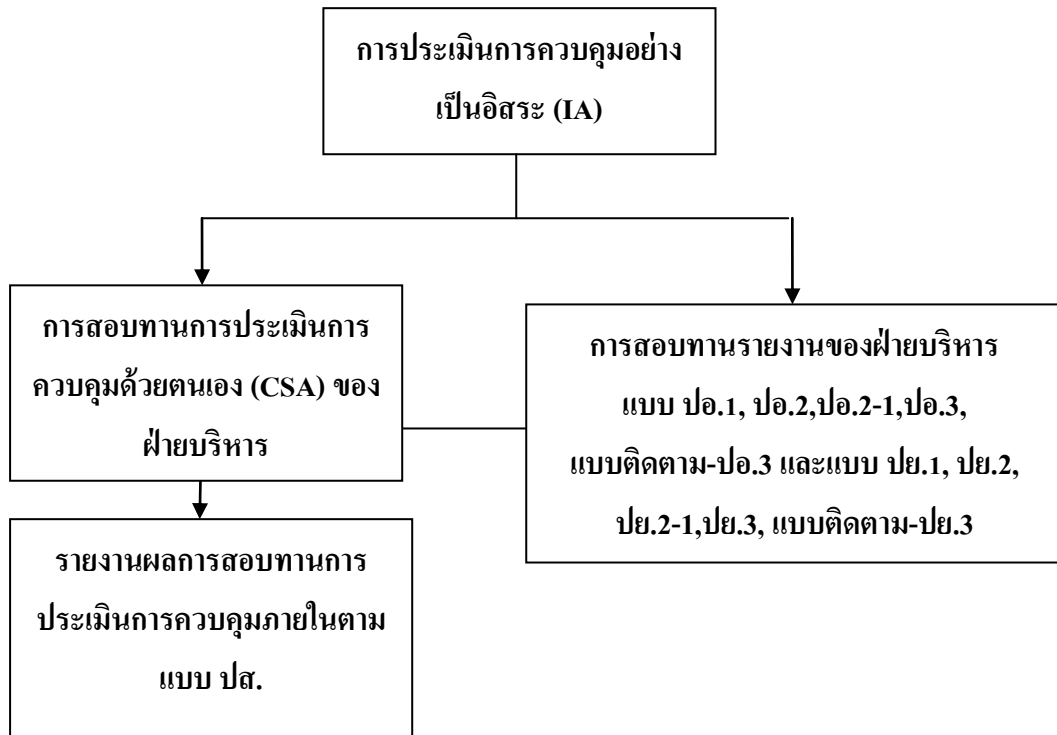 การประเมินการควบคุมอย่าง
เป็นอิสระ (IA)
การสอบทานการประเมินการ
ควบคุมด้วยตนเอง (CSA) ของ
ฝ่ายบริหาร
การสอบทานรายงานของฝ่ายบริหาร
แบบ ปอ.1, ปอ.2,ปอ.2-1,ปอ.3,
แบบติดตาม-ปอ.3 และแบบ ปย.1, ปย.2,
ปย.2-1,ปย.3, แบบติดตาม-ปย.3
รายงานผลการสอบทานการ
ประเมินการควบคุมภายในตาม
แบบ ปส.